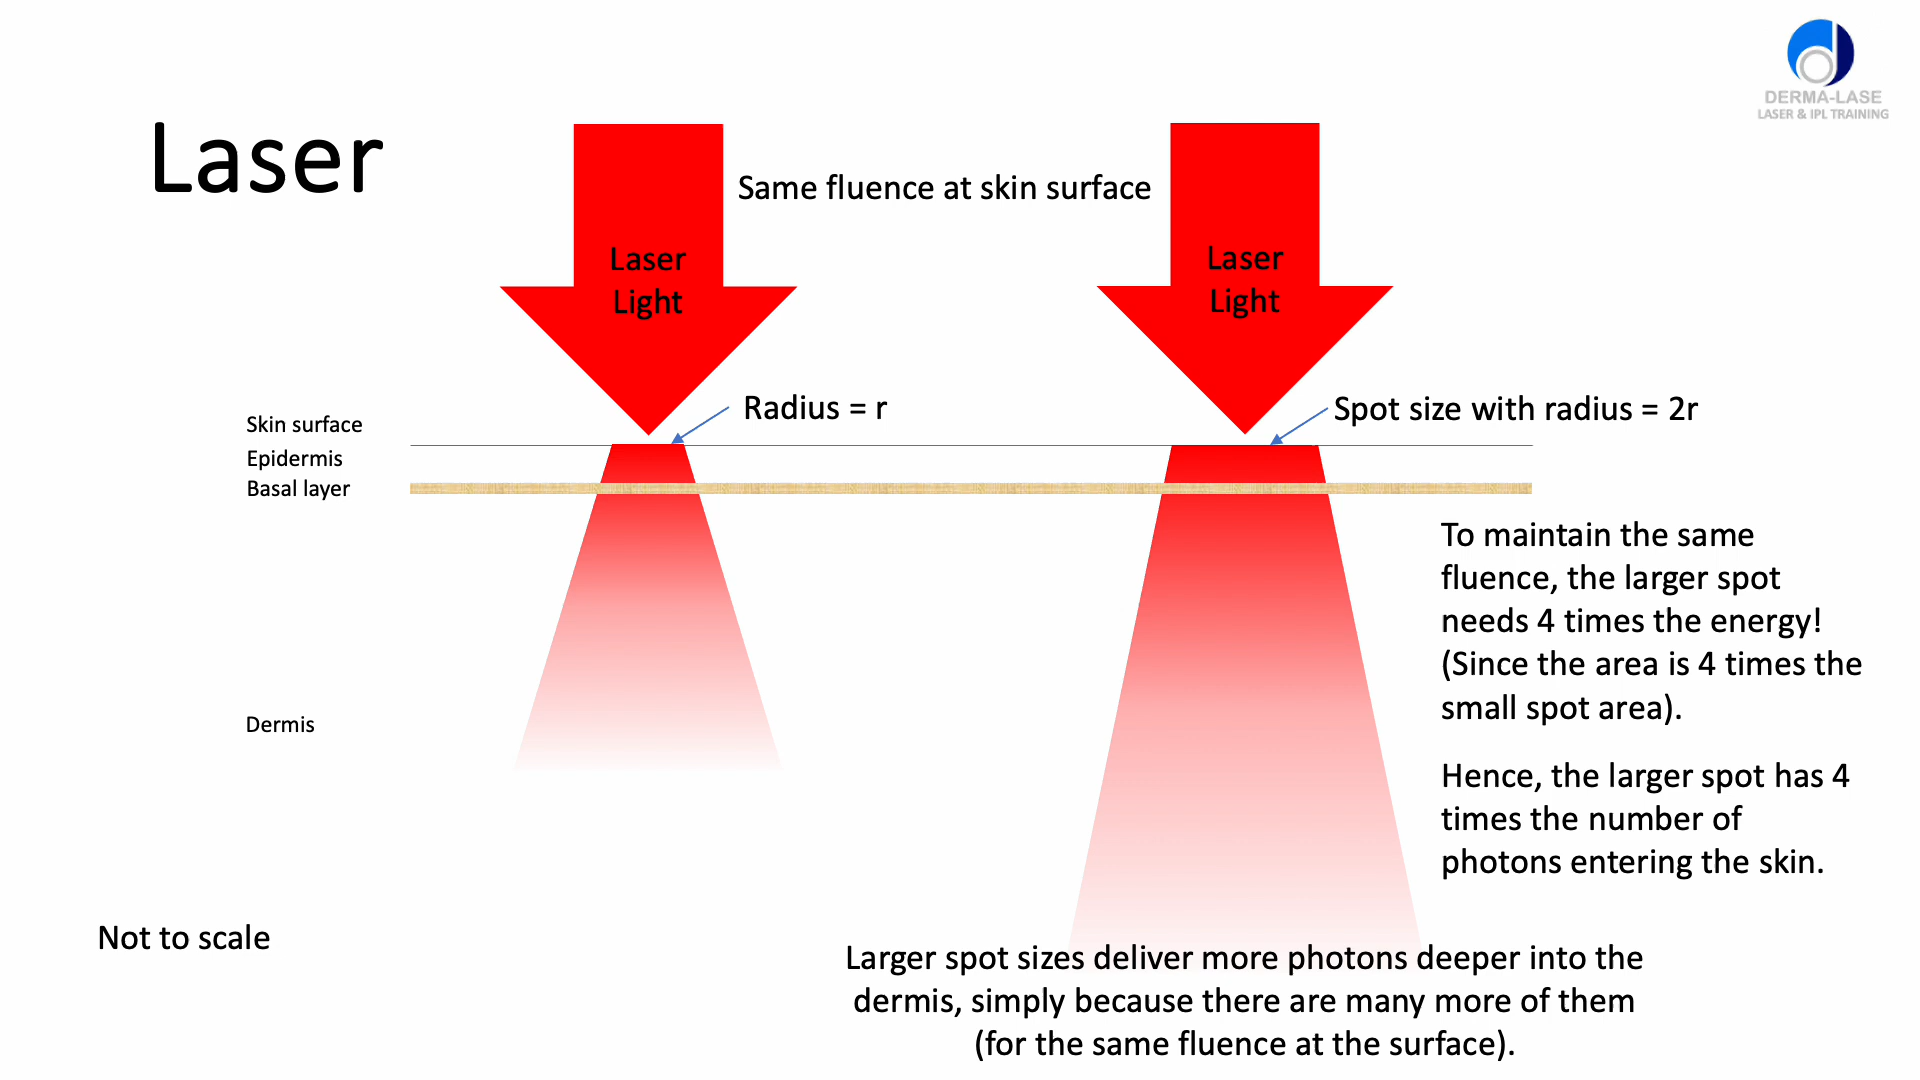 DERMA-LASE
LASER & IPL TRAINING
Laser
Same fluence at skin surface
Laser
Light
Laser
Light
Radius = r
Spot size with radius = 2r
Skin surface
Epidermis
Basal layer
To maintain the same
fluence, the larger spot
needs 4 times the energy!
(Since the area is 4 times the
small spot area).
Dermis
Hence, the larger spot has 4
times the number of
photons entering the skin.
Not to scale
Larger spot sizes deliver more photons deeper into the
dermis, simply because there are many more of them
(for the same fluence at the surface).